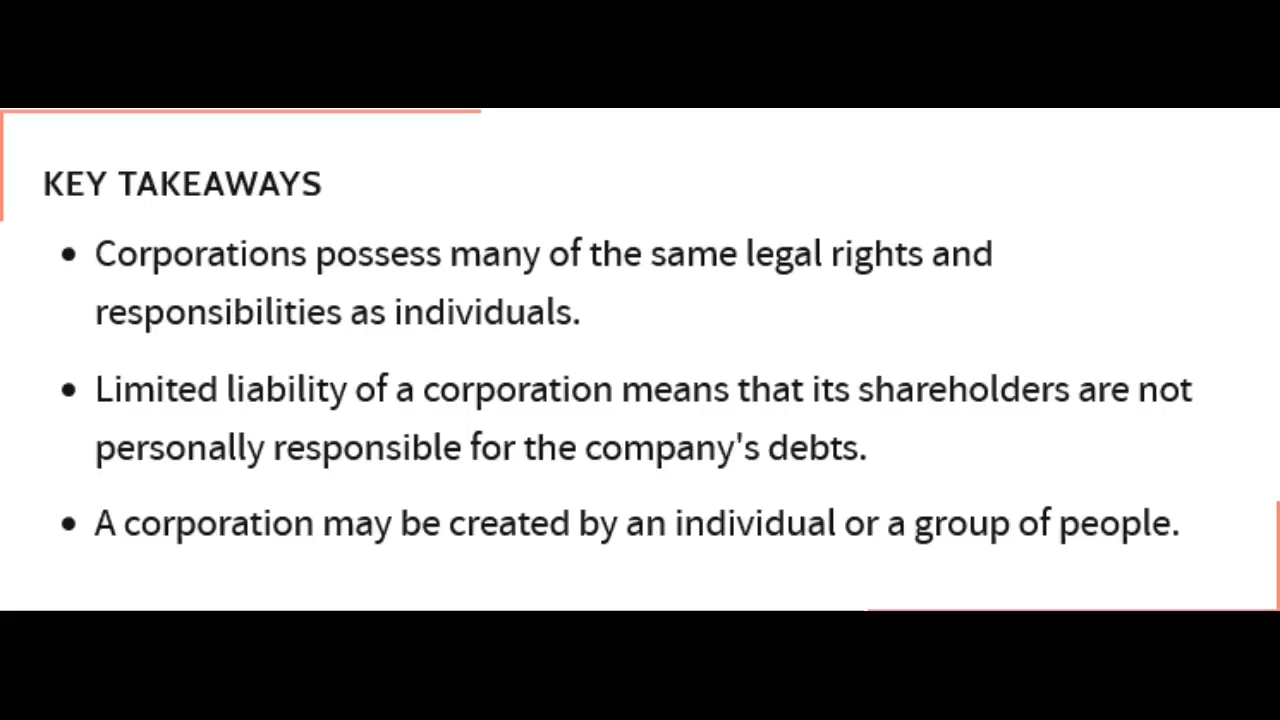 KEY TAKEAWAYS
• Corporations possess many of the same legal rights and
responsibilities as individuals.
• Limited liability of a corporation means that its shareholders are not
personally responsible for the company's debts.
• A corporation may be created by an individual or a group of people.